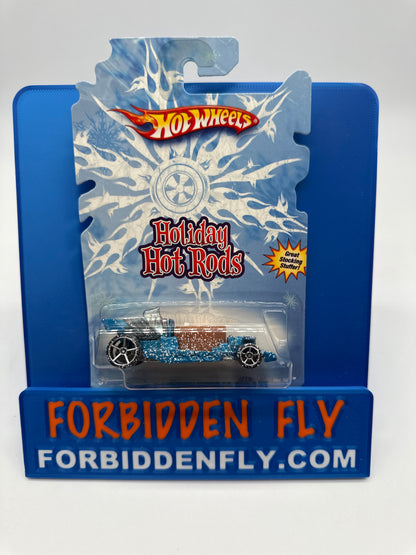 HOT WHEELS
Holiday
Hot Rods
Great
Stocking
Stuffer!
FORBIDDEN FLY
FORBIDDENFLY.COM